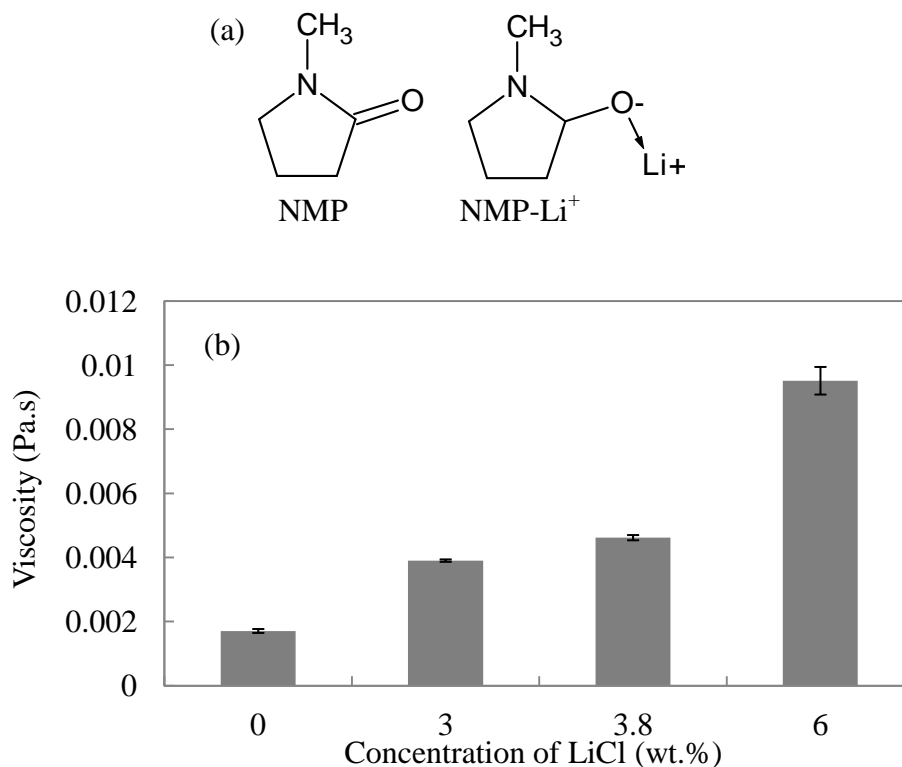 (a)
CH₃
N
O
NMP
CH₃
N
O-
Li+
NMP-Li⁺
(b)
Viscosity (Pa.s)
0.012
0.01
0.008
0.006
0.004
0.002
0
0 3 3.8 6
Concentration of LiCl (wt.%)